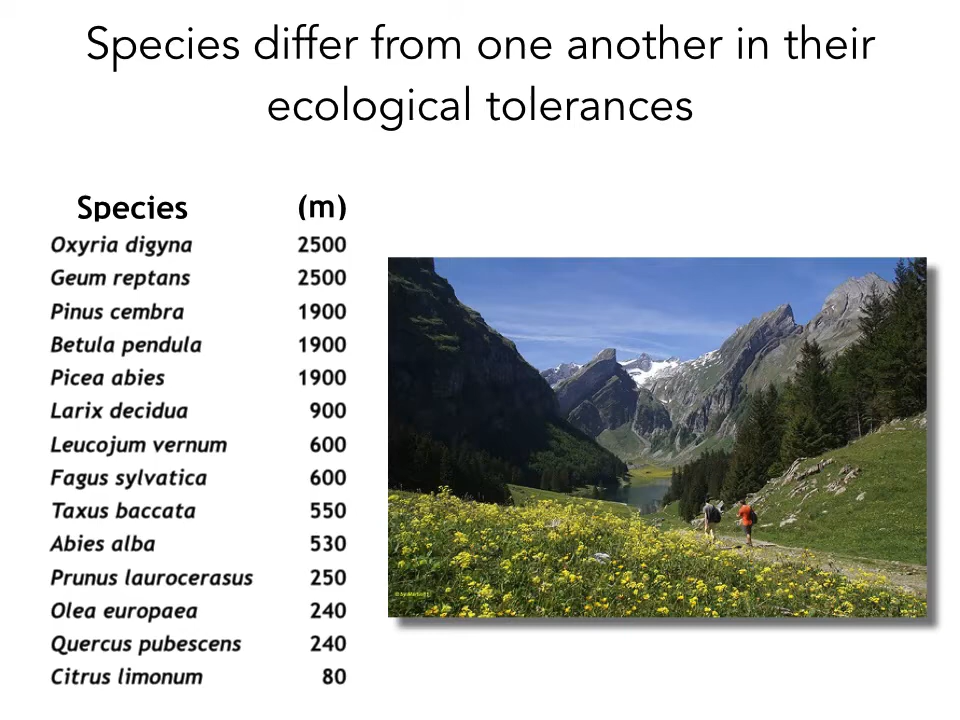 Species differ from one another in their
ecological tolerances
Species (m)
Oxyria digyna 2500
Geum reptans 2500
Pinus cembra 1900
Betula pendula 1900
Picea abies 1900
Larix decidua 900
Leucojum vernum 600
Fagus sylvatica 600
Taxus baccata 550
Abies alba 530
Prunus laurocerasus 250
Olea europaea 240
Quercus pubescens 240
Citrus limonum 80